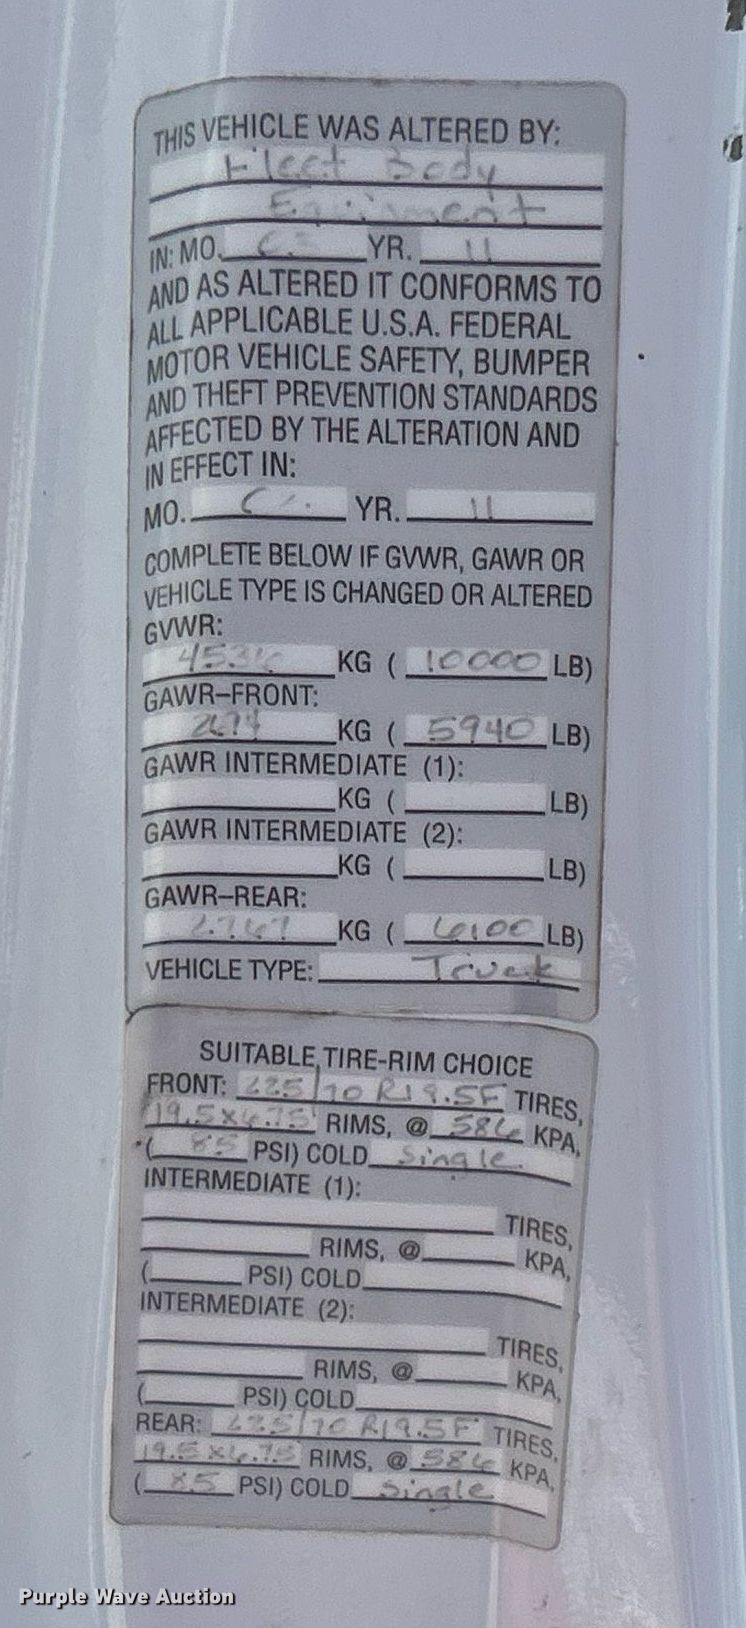 THIS VEHICLE WAS ALTERED BY:
Fleet Body
Equipment
IN: MO. YR. 11
AND AS ALTERED IT CONFORMS TO
ALL APPLICABLE U.S.A. FEDERAL
MOTOR VEHICLE SAFETY, BUMPER
AND THEFT PREVENTION STANDARDS
AFFECTED BY THE ALTERATION AND
IN EFFECT IN:
MO. YR. 11
COMPLETE BELOW IF GVWR, GAWR OR
VEHICLE TYPE IS CHANGED OR ALTERED
GVWR:
4536 KG ( 10000 LB)
GAWR–FRONT:
2694 KG ( 5940 LB)
GAWR INTERMEDIATE (1):
KG ( LB)
GAWR INTERMEDIATE (2):
KG ( LB)
GAWR–REAR:
2767 KG ( 6100 LB)
VEHICLE TYPE: Truck
SUITABLE TIRE-RIM CHOICE
FRONT: 225/70 R19.5F TIRES,
19.5x6.75 RIMS, @ 586 KPA,
( 85 PSI) COLD single
INTERMEDIATE (1):
TIRES,
RIMS, @ KPA,
( PSI) COLD
INTERMEDIATE (2):
TIRES,
RIMS, @ KPA,
( PSI) COLD
REAR: 225/70 R19.5F TIRES,
19.5x6.75 RIMS, @ 586 KPA,
( 85 PSI) COLD single
Purple Wave Auction